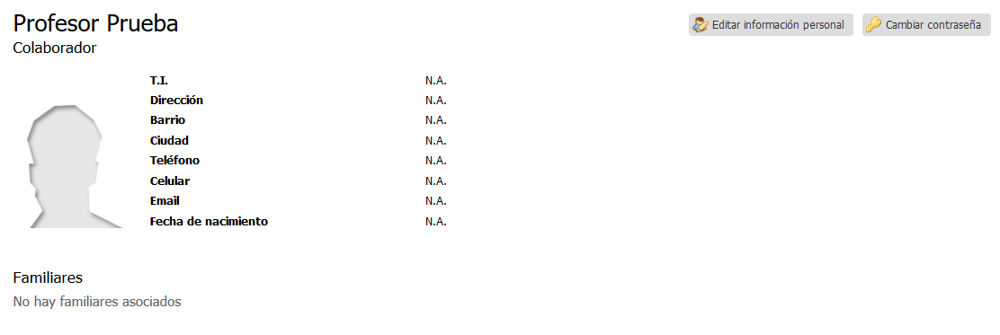 Profesor Prueba
Editar información personal
Cambiar contraseña
Colaborador
T.I. N.A.
Dirección N.A.
Barrio N.A.
Ciudad N.A.
Teléfono N.A.
Celular N.A.
Email N.A.
Fecha de nacimiento N.A.
Familiares
No hay familiares asociados